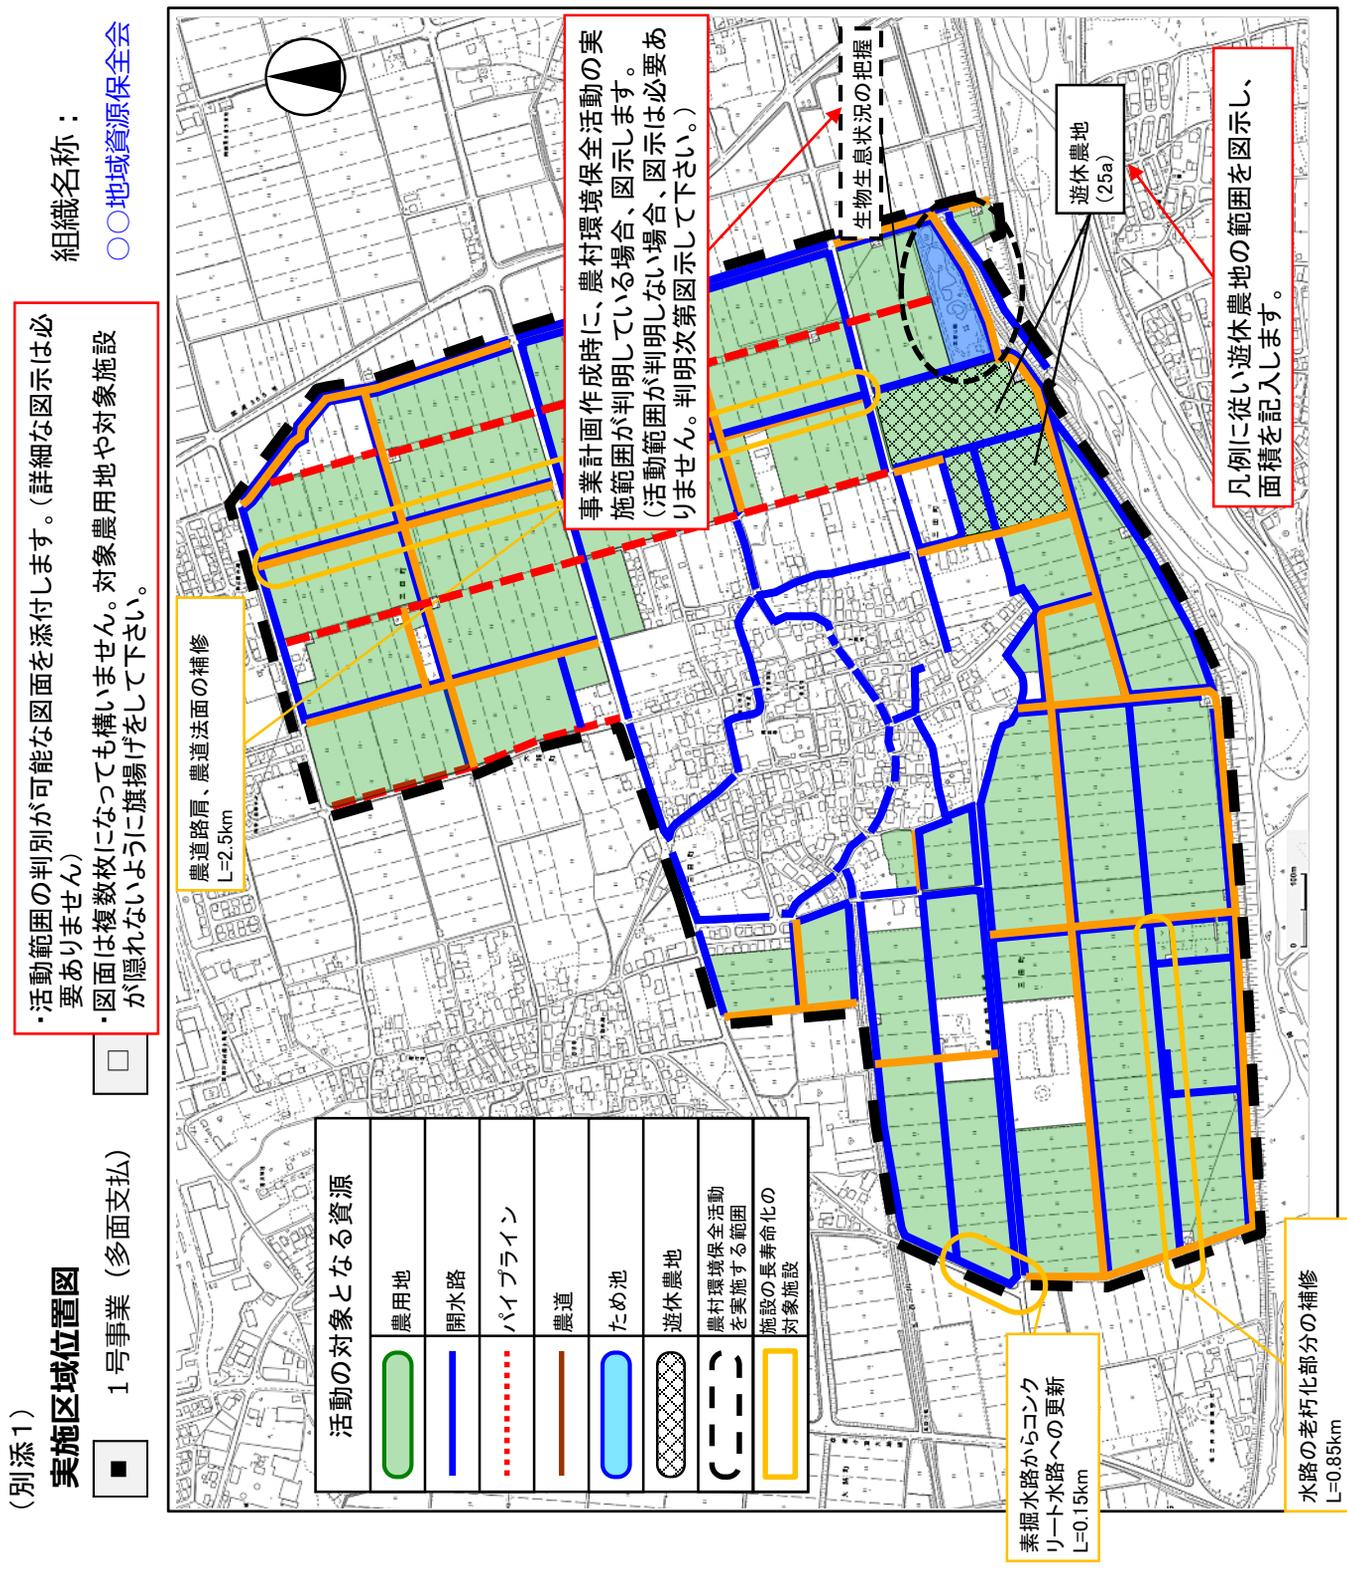 （別添１）
実施区域位置図
■ １号事業（多面支払） □
組織名称：
○○地域資源保全会
・活動範囲の判別が可能な図面を添付します。（詳細な図示は必
要ありません）
・図面は複数枚になっても構いません。対象農用地や対象施設
が隠れないように旗揚げをして下さい。
農道路肩、農道法面の補修
L=2.5km
事業計画作成時に、農村環境保全活動の実
施範囲が判明している場合、図示します。
（活動範囲が判明しない場合、図示は必要あ
りません。判明次第図示して下さい。）
生物生息状況の把握
遊休農地
（25a）
凡例に従い遊休農地の範囲を図示し、
面積を記入します。
活動の対象となる資源
農用地
開水路
パイプライン
農道
ため池
遊休農地
農村環境保全活動
を実施する範囲
施設の長寿命化の
対象施設
素掘水路からコンク
リート水路への更新
L=0.15km
水路の老朽化部分の補修
L=0.85km
0 100m